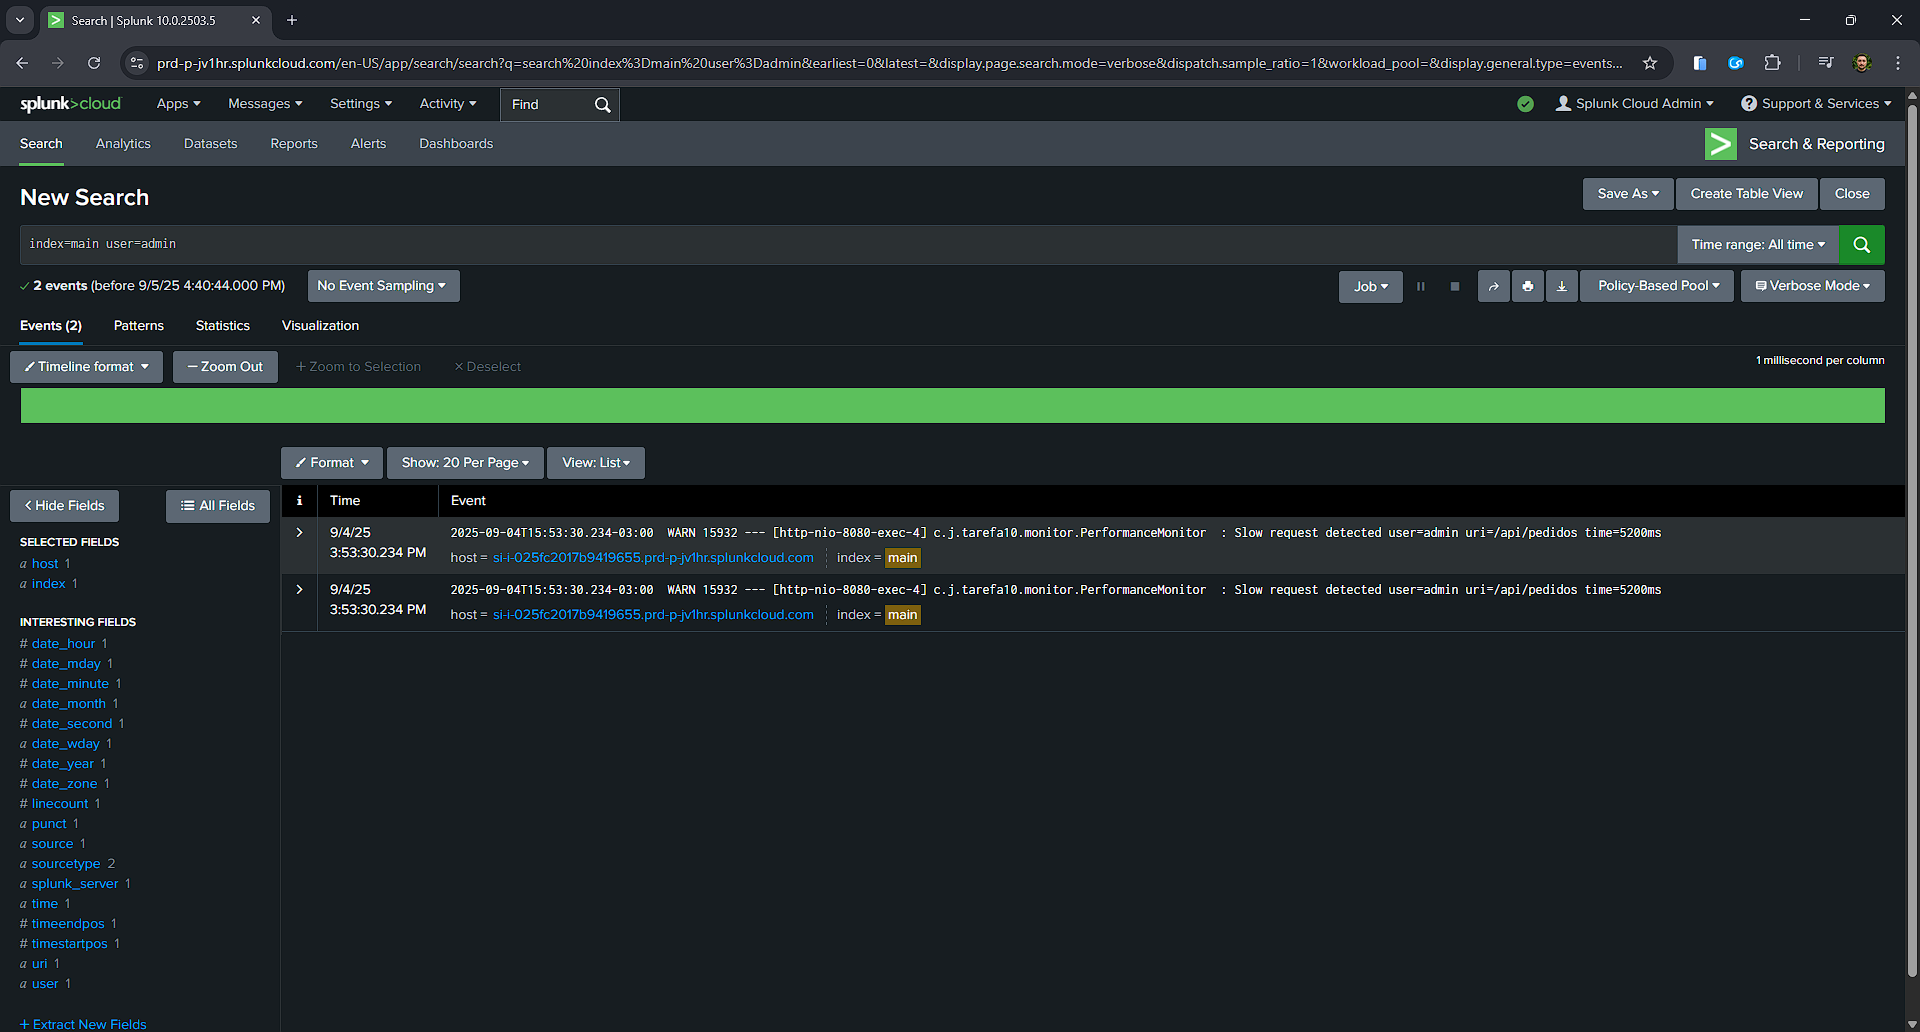 Search | Splunk 10.0.2503.5
prd-p-jv1hr.splunkcloud.com/en-US/app/search/search?q=search%20index%3Dmain%20user%3Dadmin&earliest=0&latest=&display.page.search.mode=verbose&dispatch.sample_ratio=1&workload_pool=&display.general.type=events...
splunk>cloud Apps Messages Settings Activity Find Splunk Cloud Admin Support & Services
Search Analytics Datasets Reports Alerts Dashboards Search & Reporting
New Search Save As Create Table View Close
index=main user=admin Time range: All time
2 events (before 9/5/25 4:40:44.000 PM) No Event Sampling Job Policy-Based Pool Verbose Mode
Events (2) Patterns Statistics Visualization
Timeline format Zoom Out + Zoom to Selection × Deselect 1 millisecond per column
Format Show: 20 Per Page View: List
Hide Fields All Fields
i Time Event
SELECTED FIELDS
a host 1
a index 1
INTERESTING FIELDS
# date_hour 1
# date_mday 1
# date_minute 1
a date_month 1
# date_second 1
a date_wday 1
# date_year 1
# date_zone 1
# linecount 1
a punct 1
a source 1
a sourcetype 2
a splunk_server 1
a time 1
# timeendpos 1
# timestartpos 1
a uri 1
a user 1
+ Extract New Fields
9/4/25
3:53:30.234 PM
2025-09-04T15:53:30.234-03:00 WARN 15932 --- [http-nio-8080-exec-4] c.j.tarefa10.monitor.PerformanceMonitor : Slow request detected user=admin uri=/api/pedidos time=5200ms
host = si-i-025fc2017b9419655.prd-p-jv1hr.splunkcloud.com index = main
9/4/25
3:53:30.234 PM
2025-09-04T15:53:30.234-03:00 WARN 15932 --- [http-nio-8080-exec-4] c.j.tarefa10.monitor.PerformanceMonitor : Slow request detected user=admin uri=/api/pedidos time=5200ms
host = si-i-025fc2017b9419655.prd-p-jv1hr.splunkcloud.com index = main